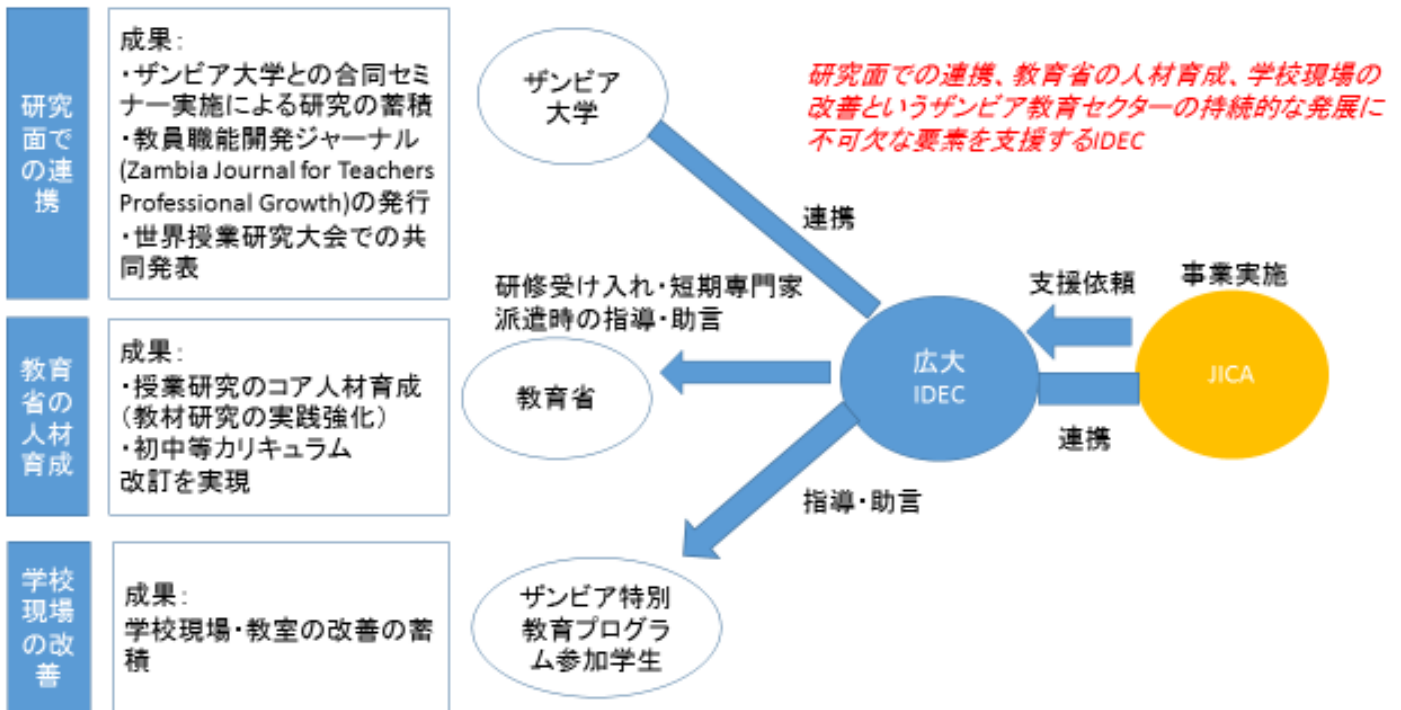 研究
面で
の連
携
成果：
・ザンビア大学との合同セミ
ナー実施による研究の蓄積
・教員職能開発ジャーナル
(Zambia Journal for Teachers
Professional Growth)の発行
・世界授業研究大会での共
同発表
教育
省の
人材
育成
成果：
・授業研究のコア人材育成
（教材研究の実践強化）
・初中等カリキュラム
改訂を実現
学校
現場
の改
善
成果：
学校現場・教室の改善の蓄
積
ザンビア
大学
研究面での連携、教育省の人材育成、学校現場の
改善というザンビア教育セクターの持続的な発展に
不可欠な要素を支援するIDEC
連携
研修受け入れ・短期専門家
派遣時の指導・助言
教育省
広大
IDEC
支援依頼
事業実施
JICA
連携
指導・助言
ザンビア特別
教育プログラ
ム参加学生